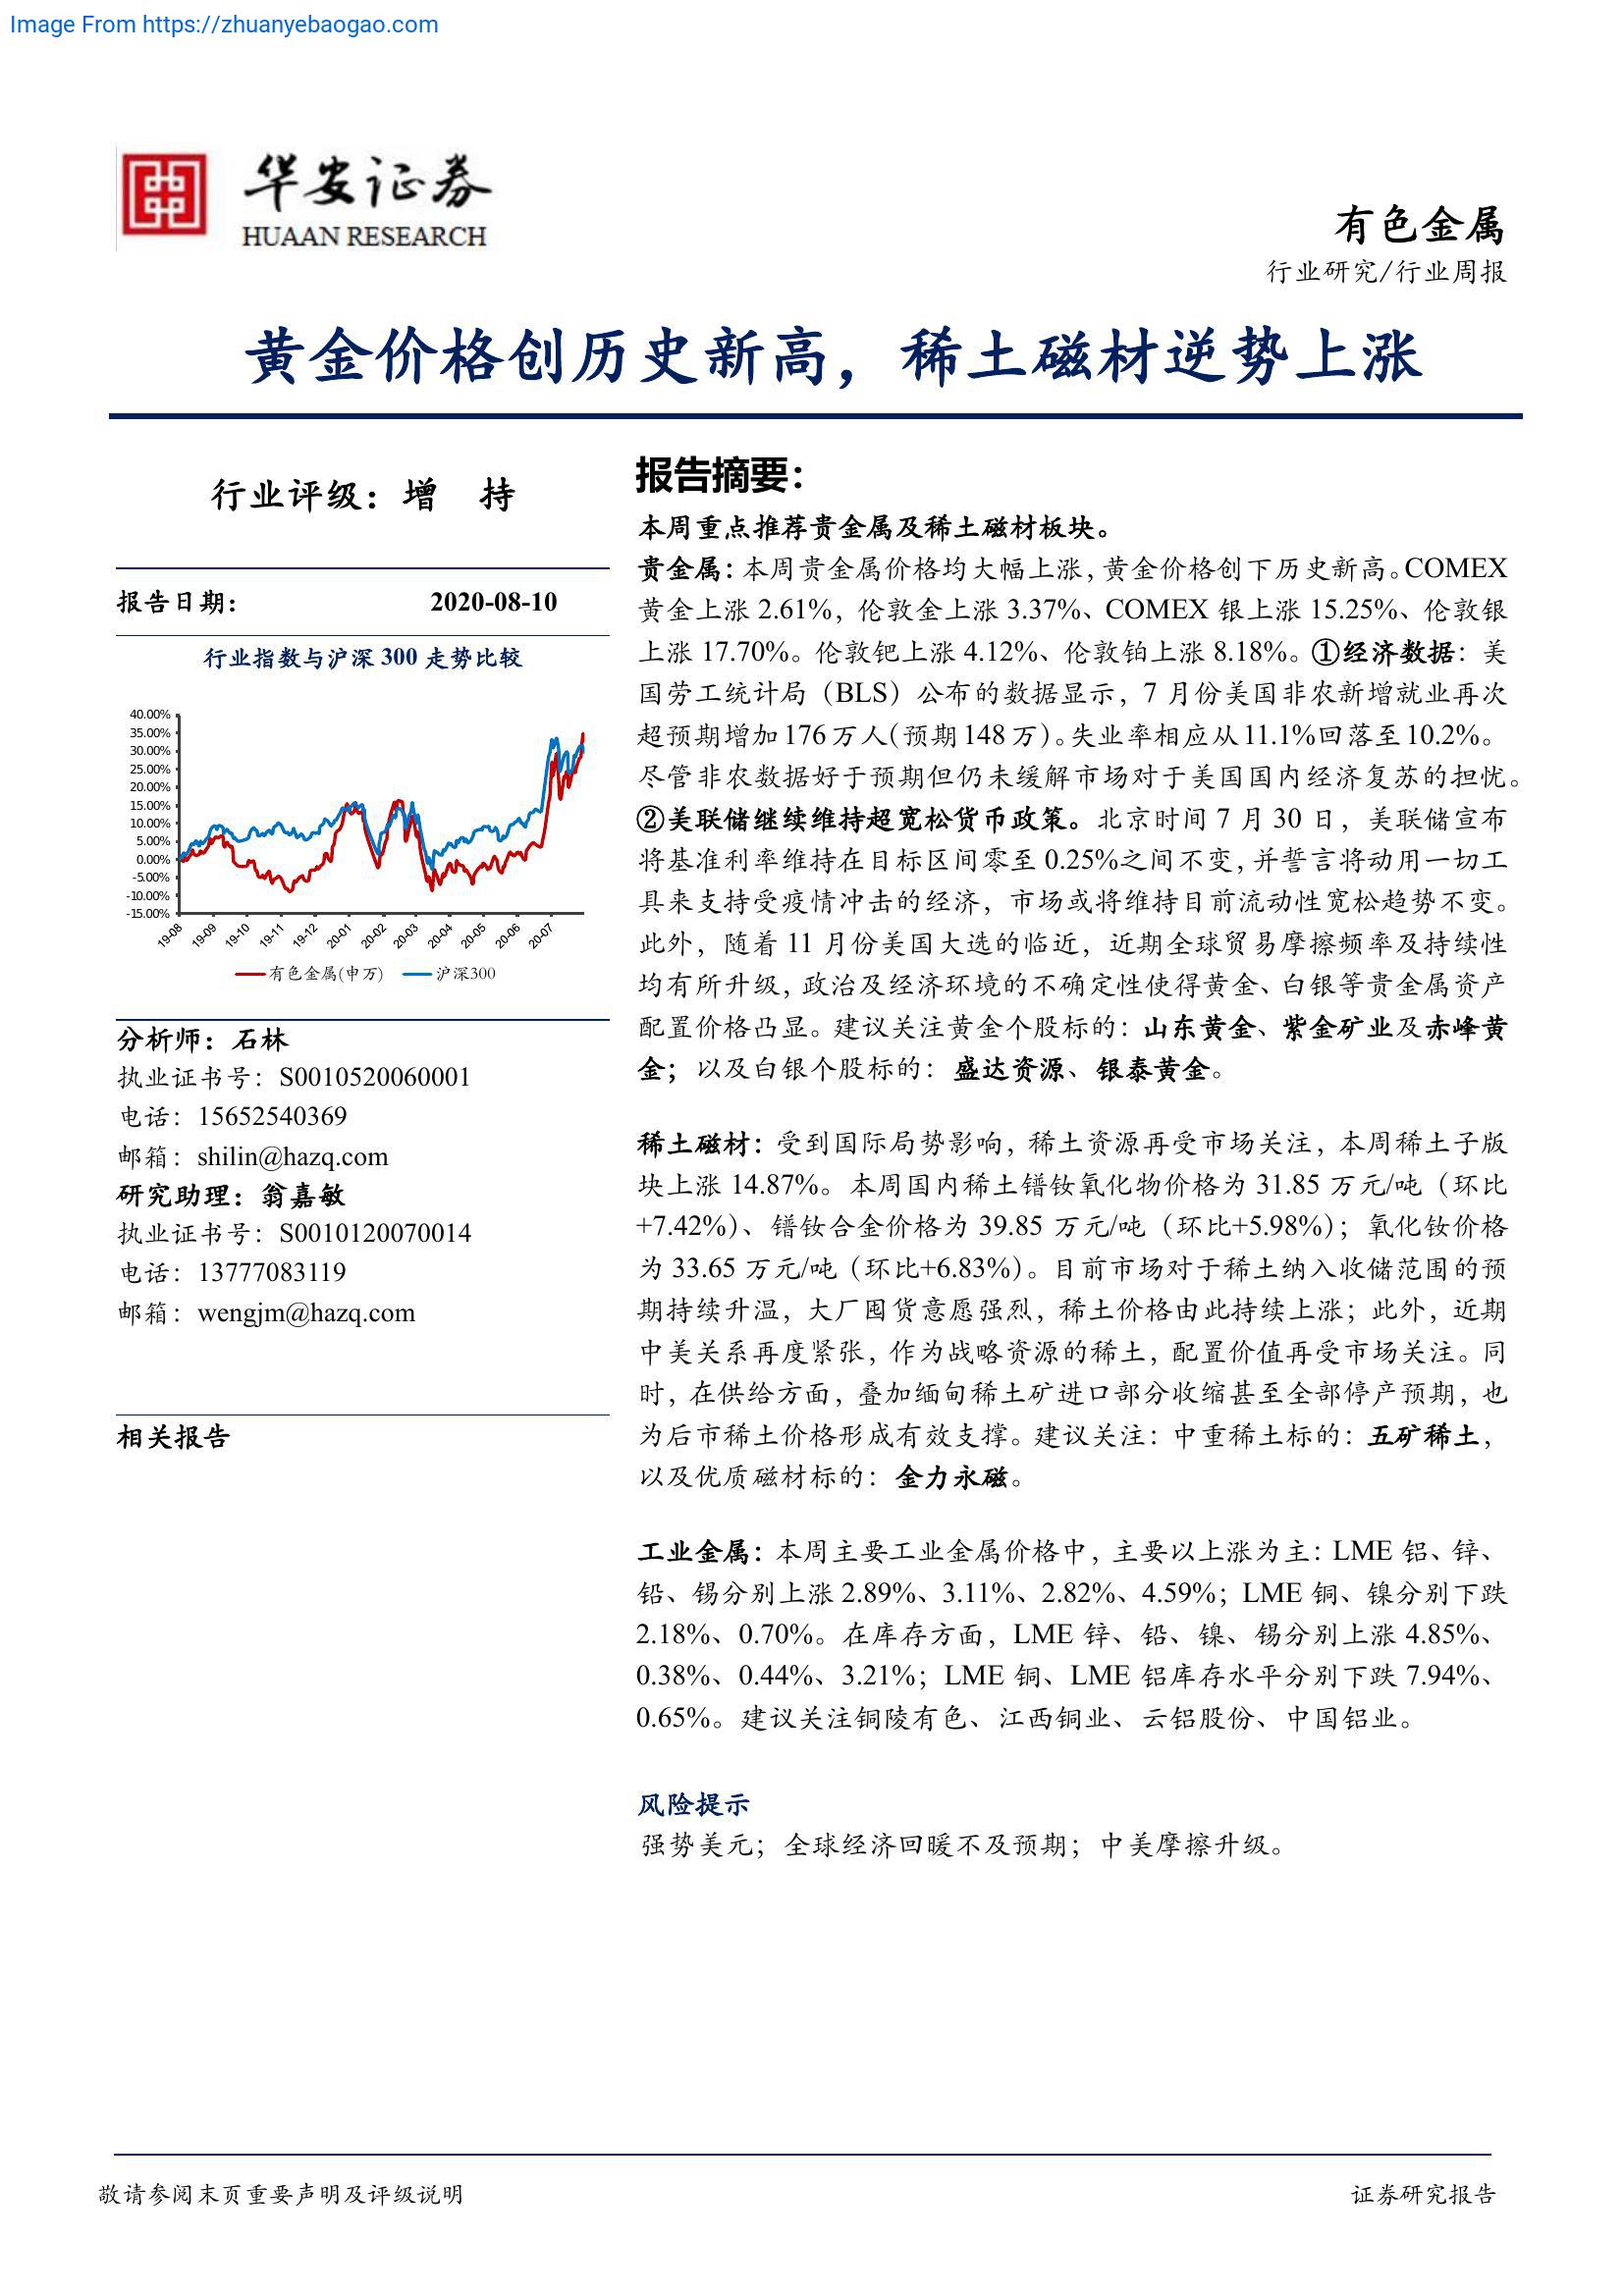 Image From https://zhuanyebaogao.com
华安证券
HUAAN RESEARCH
有色金属
行业研究/行业周报
黄金价格创历史新高，稀土磁材逆势上涨
行业评级：增 持
报告日期： 2020-08-10
行业指数与沪深 300 走势比较
40.00%
35.00%
30.00%
25.00%
20.00%
15.00%
10.00%
5.00%
0.00%
-5.00%
-10.00%
-15.00%
19-08 19-09 19-10 19-11 19-12 20-01 20-02 20-03 20-04 20-05 20-06 20-07
有色金属(申万) 沪深300
分析师：石林
执业证书号：S0010520060001
电话：15652540369
邮箱：shilin@hazq.com
研究助理：翁嘉敏
执业证书号：S0010120070014
电话：13777083119
邮箱：wengjm@hazq.com
相关报告
报告摘要：
本周重点推荐贵金属及稀土磁材板块。
贵金属：本周贵金属价格均大幅上涨，黄金价格创下历史新高。COMEX
黄金上涨 2.61%，伦敦金上涨 3.37%、COMEX 银上涨 15.25%、伦敦银
上涨 17.70%。伦敦钯上涨 4.12%、伦敦铂上涨 8.18%。①经济数据：美
国劳工统计局（BLS）公布的数据显示，7 月份美国非农新增就业再次
超预期增加 176 万人（预期 148 万）。失业率相应从 11.1%回落至 10.2%。
尽管非农数据好于预期但仍未缓解市场对于美国国内经济复苏的担忧。
②美联储继续维持超宽松货币政策。北京时间 7 月 30 日，美联储宣布
将基准利率维持在目标区间零至 0.25%之间不变，并誓言将动用一切工
具来支持受疫情冲击的经济，市场或将维持目前流动性宽松趋势不变。
此外，随着 11 月份美国大选的临近，近期全球贸易摩擦频率及持续性
均有所升级，政治及经济环境的不确定性使得黄金、白银等贵金属资产
配置价格凸显。建议关注黄金个股标的：山东黄金、紫金矿业及赤峰黄
金；以及白银个股标的：盛达资源、银泰黄金。
稀土磁材：受到国际局势影响，稀土资源再受市场关注，本周稀土子版
块上涨 14.87%。本周国内稀土镨钕氧化物价格为 31.85 万元/吨（环比
+7.42%）、镨钕合金价格为 39.85 万元/吨（环比+5.98%）；氧化钕价格
为 33.65 万元/吨（环比+6.83%）。目前市场对于稀土纳入收储范围的预
期持续升温，大厂囤货意愿强烈，稀土价格由此持续上涨；此外，近期
中美关系再度紧张，作为战略资源的稀土，配置价值再受市场关注。同
时，在供给方面，叠加缅甸稀土矿进口部分收缩甚至全部停产预期，也
为后市稀土价格形成有效支撑。建议关注：中重稀土标的：五矿稀土，
以及优质磁材标的：金力永磁。
工业金属：本周主要工业金属价格中，主要以上涨为主：LME 铝、锌、
铅、锡分别上涨 2.89%、3.11%、2.82%、4.59%；LME 铜、镍分别下跌
2.18%、0.70%。在库存方面，LME 锌、铅、镍、锡分别上涨 4.85%、
0.38%、0.44%、3.21%；LME 铜、LME 铝库存水平分别下跌 7.94%、
0.65%。建议关注铜陵有色、江西铜业、云铝股份、中国铝业。
风险提示
强势美元；全球经济回暖不及预期；中美摩擦升级。
敬请参阅末页重要声明及评级说明 证券研究报告